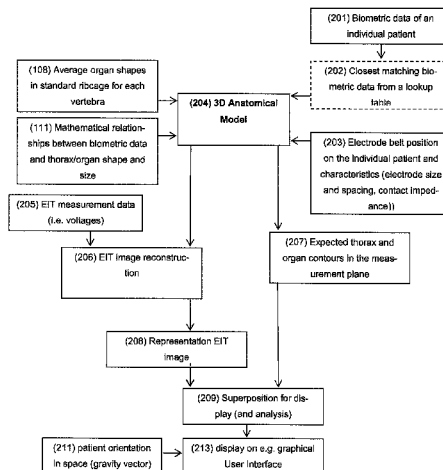 (201) Biometric data of an
individual patient
(108) Average organ shapes
in standard ribcage for each
vertebra
(202) Closest matching bio-
metric data from a lookup
table
(204) 3D Anatomical
Model
(111) Mathematical relation-
ships between biometric data
and thorax/organ shape and
size
(203) Electrode belt position
on the individual patient and
characteristics (electrode size
and spacing, contact imped-
ance))
(205) EIT measurement data
(i.e. voltages)
(206) EIT image reconstruc-
tion
(207) Expected thorax and
organ contours in the meas-
urement plane
(208) Representation EIT
image
(209) Superposition for dis-
play (and analysis)
(211) patient orientation
in space (gravity vector)
(213) display on e.g. graphical
User Interface